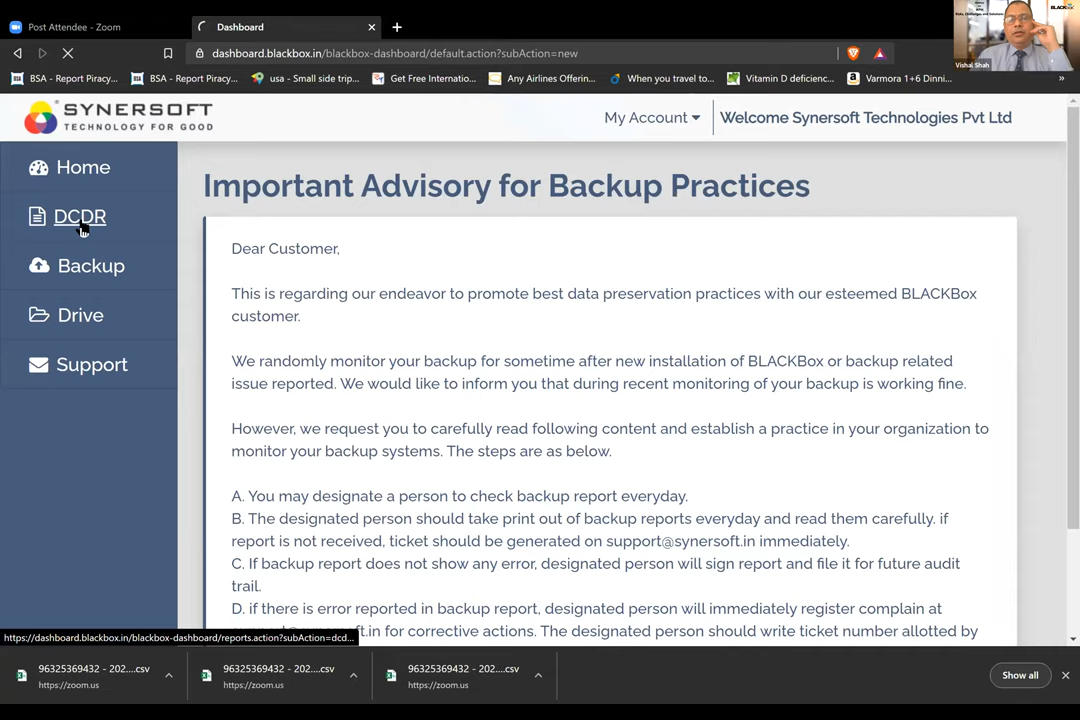 Post Attendee - Zoom
Dashboard
dashboard.blackbox.in/blackbox-dashboard/default.action?subAction=new
BSA - Report Piracy...
BSA - Report Piracy...
usa - Small side trip...
Get Free Internatio...
Any Airlines Offerin...
When you travel to...
Vitamin D deficienc...
Varmora 1+6 Dinni...
Vishal Shah
SYNERSOFT
TECHNOLOGY FOR GOOD
My Account
Welcome Synersoft Technologies Pvt Ltd
Home
DCDR
Backup
Drive
Support
Important Advisory for Backup Practices
Dear Customer,
This is regarding our endeavor to promote best data preservation practices with our esteemed BLACKBox
customer.
We randomly monitor your backup for sometime after new installation of BLACKBox or backup related
issue reported. We would like to inform you that during recent monitoring of your backup is working fine.
However, we request you to carefully read following content and establish a practice in your organization to
monitor your backup systems. The steps are as below.
A. You may designate a person to check backup report everyday.
B. The designated person should take print out of backup reports everyday and read them carefully. if
report is not received, ticket should be generated on support@synersoft.in immediately.
C. If backup report does not show any error, designated person will sign report and file it for future audit
trail.
D. if there is error reported in backup report, designated person will immediately register complain at
for corrective actions. The designated person should write ticket number allotted by
https://dashboard.blackbox.in/blackbox-dashboard/reports.action?subAction=dcd...
96325369432 - 202....csv
https://zoom.us
96325369432 - 202....csv
https://zoom.us
96325369432 - 202....csv
https://zoom.us
Show all